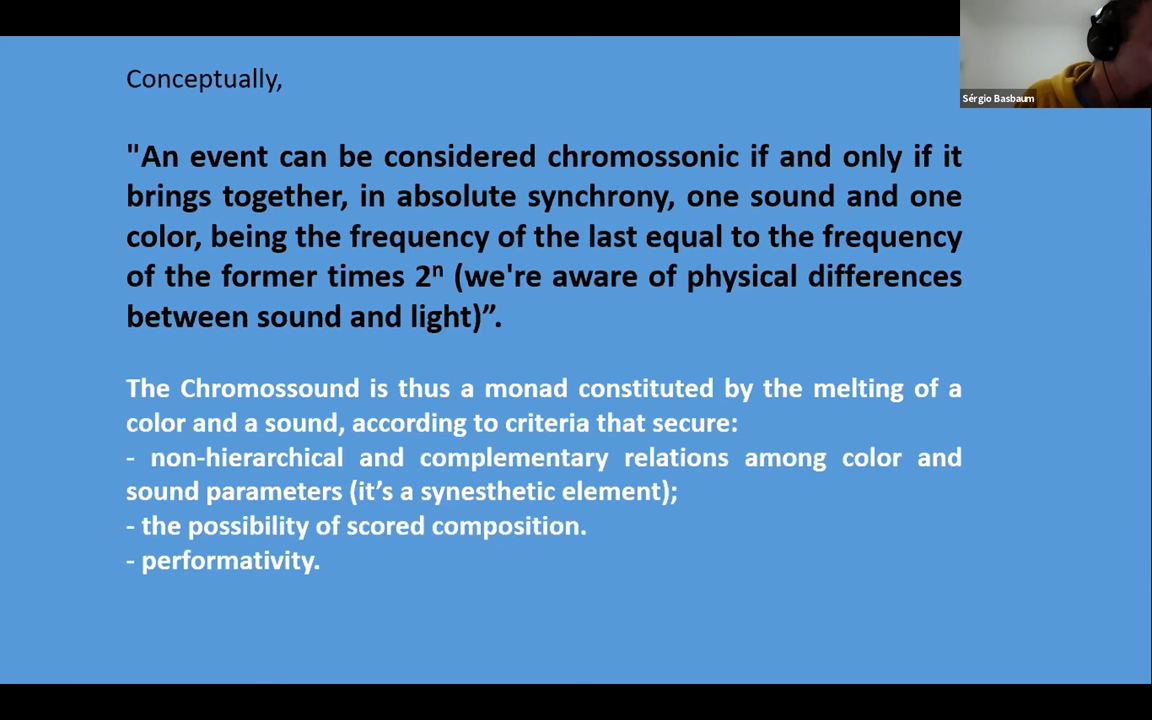 Conceptually,
"An event can be considered chromossonic if and only if it
brings together, in absolute synchrony, one sound and one
color, being the frequency of the last equal to the frequency
of the former times 2ⁿ (we're aware of physical differences
between sound and light)”.
The Chromossound is thus a monad constituted by the melting of a
color and a sound, according to criteria that secure:
- non-hierarchical and complementary relations among color and
sound parameters (it’s a synesthetic element);
- the possibility of scored composition.
- performativity.
Sérgio Basbaum